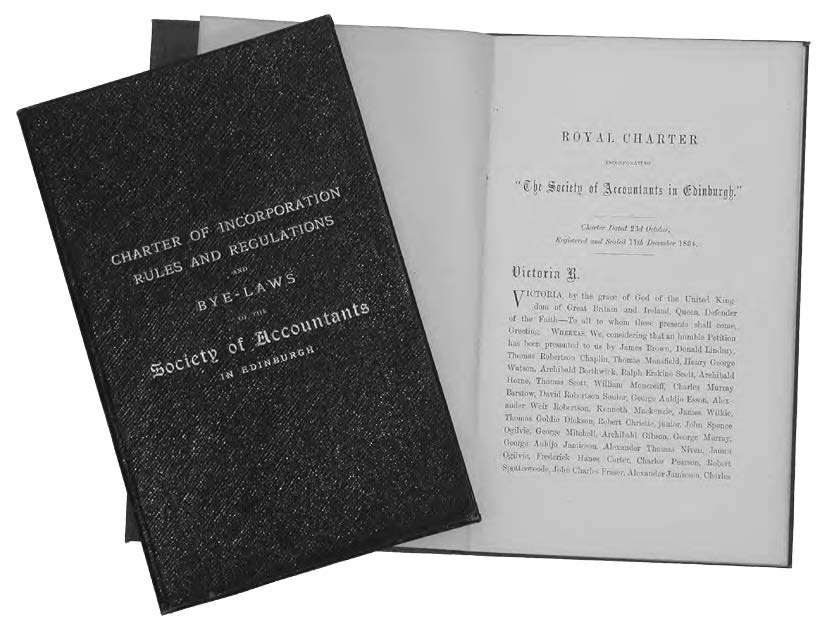 CHARTER OF INCORPORATION
RULES AND REGULATIONS
AND
BYE-LAWS
OF THE
Society of Accountants
IN EDINBURGH
ROYAL CHARTER
INCORPORATING
"The Society of Accountants in Edinburgh."
Charter Dated 23d October,
Registered and Sealed 11th December 1854.
Victoria R.
VICTORIA, by the grace of God of the United King-
dom of Great Britain and Ireland, Queen, Defender
of the Faith—To all to whom these presents shall come,
Greeting: WHEREAS, We, considering that an humble Petition
has been presented to us by James Brown, Donald Lindsay,
Thomas Robertson Chaplin, Thomas Mansfield, Henry George
Watson, Archibald Borthwick, Ralph Erskine Scott, Archibald
Horne, Thomas Scott, William Moncreiff, Charles Murray
Barstow, David Robertson Souter, George Auldjo Esson, Alex-
ander Weir Robertson, Kenneth Mackenzie, James Wilkie,
Thomas Goldie Dickson, Robert Christie, junior, John Spence
Ogilvie, George Mitchell, Archibald Gibson, George Murray,
George Auldjo Jamieson, Alexander Thomas Niven, James
Ogilvie, Frederick Hanes Carter, Charles Pearson, Robert
Spottiswoode, John Charles Fraser, Alexander Jamieson, Charles